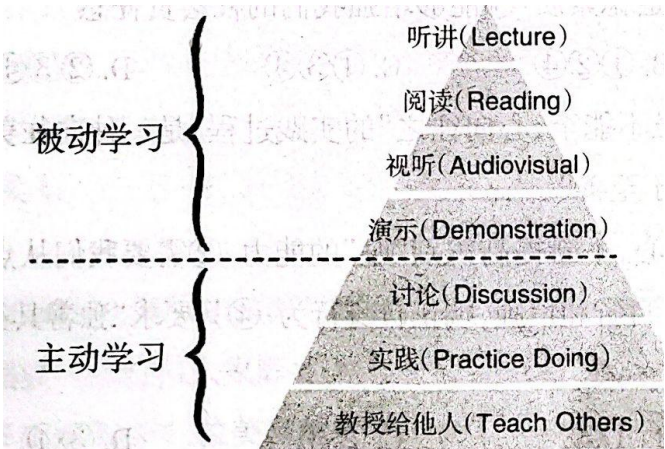 听讲(Lecture)
阅读(Reading)
被动学习
视听(Audiovisual)
演示(Demonstration)
讨论(Discussion)
主动学习
实践(Practice Doing)
教授给他人(Teach Others)